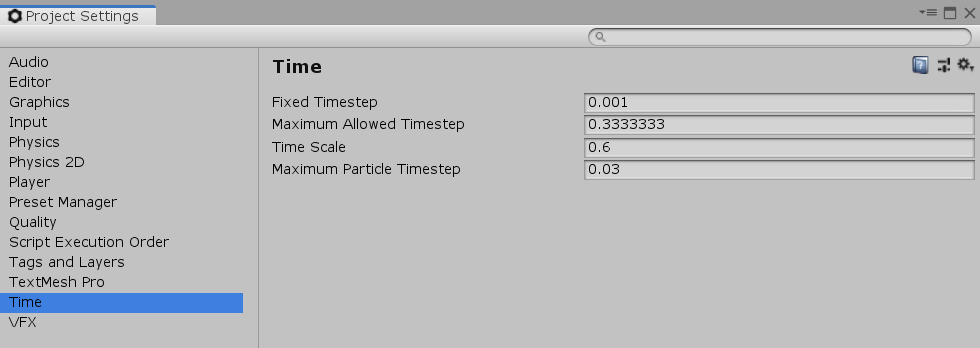 Project Settings
Audio
Editor
Graphics
Input
Physics
Physics 2D
Player
Preset Manager
Quality
Script Execution Order
Tags and Layers
TextMesh Pro
Time
VFX
Time
Fixed Timestep 0.001
Maximum Allowed Timestep 0.3333333
Time Scale 0.6
Maximum Particle Timestep 0.03